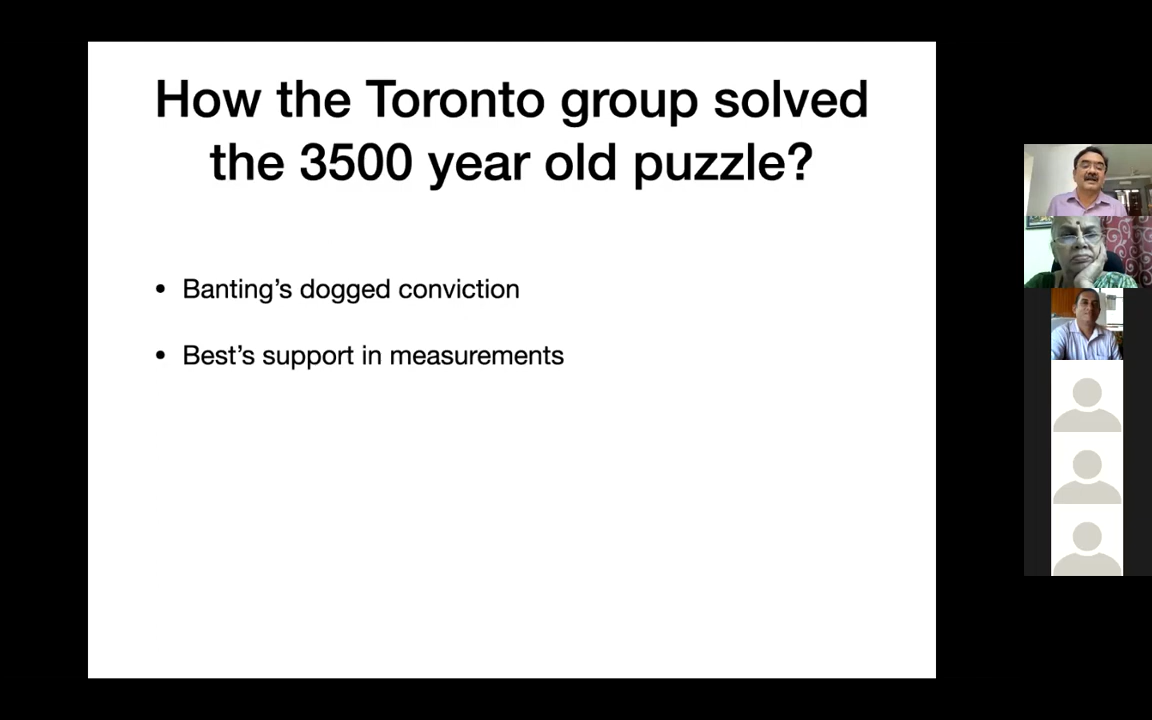 How the Toronto group solved
the 3500 year old puzzle?
• Banting’s dogged conviction
• Best’s support in measurements